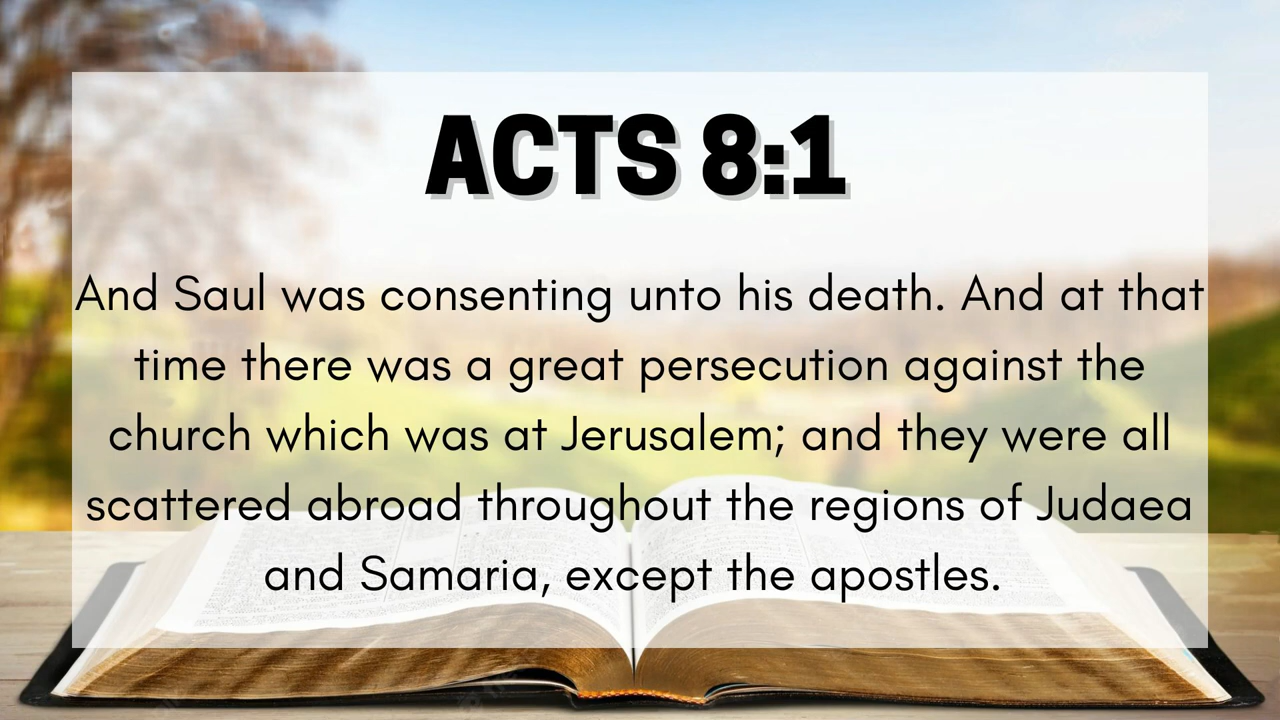 ACTS 8:1
And Saul was consenting unto his death. And at that
time there was a great persecution against the
church which was at Jerusalem; and they were all
scattered abroad throughout the regions of Judaea
and Samaria, except the apostles.